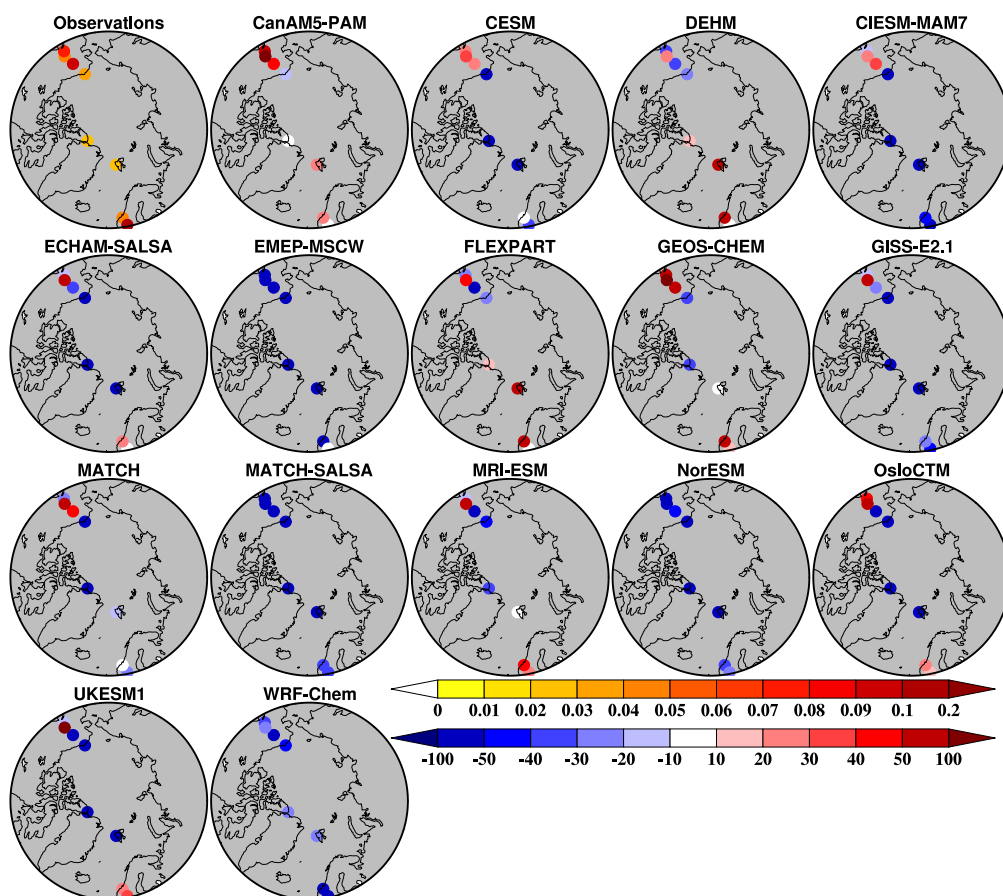 Observations CanAM5-PAM CESM DEHM CIESM-MAM7
ECHAM-SALSA EMEP-MSCW FLEXPART GEOS-CHEM GISS-E2.1
MATCH MATCH-SALSA MRI-ESM NorESM OsloCTM
UKESM1 WRF-Chem
0 0.01 0.02 0.03 0.04 0.05 0.06 0.07 0.08 0.09 0.1 0.2
-100 -50 -40 -30 -20 -10 10 20 30 40 50 100